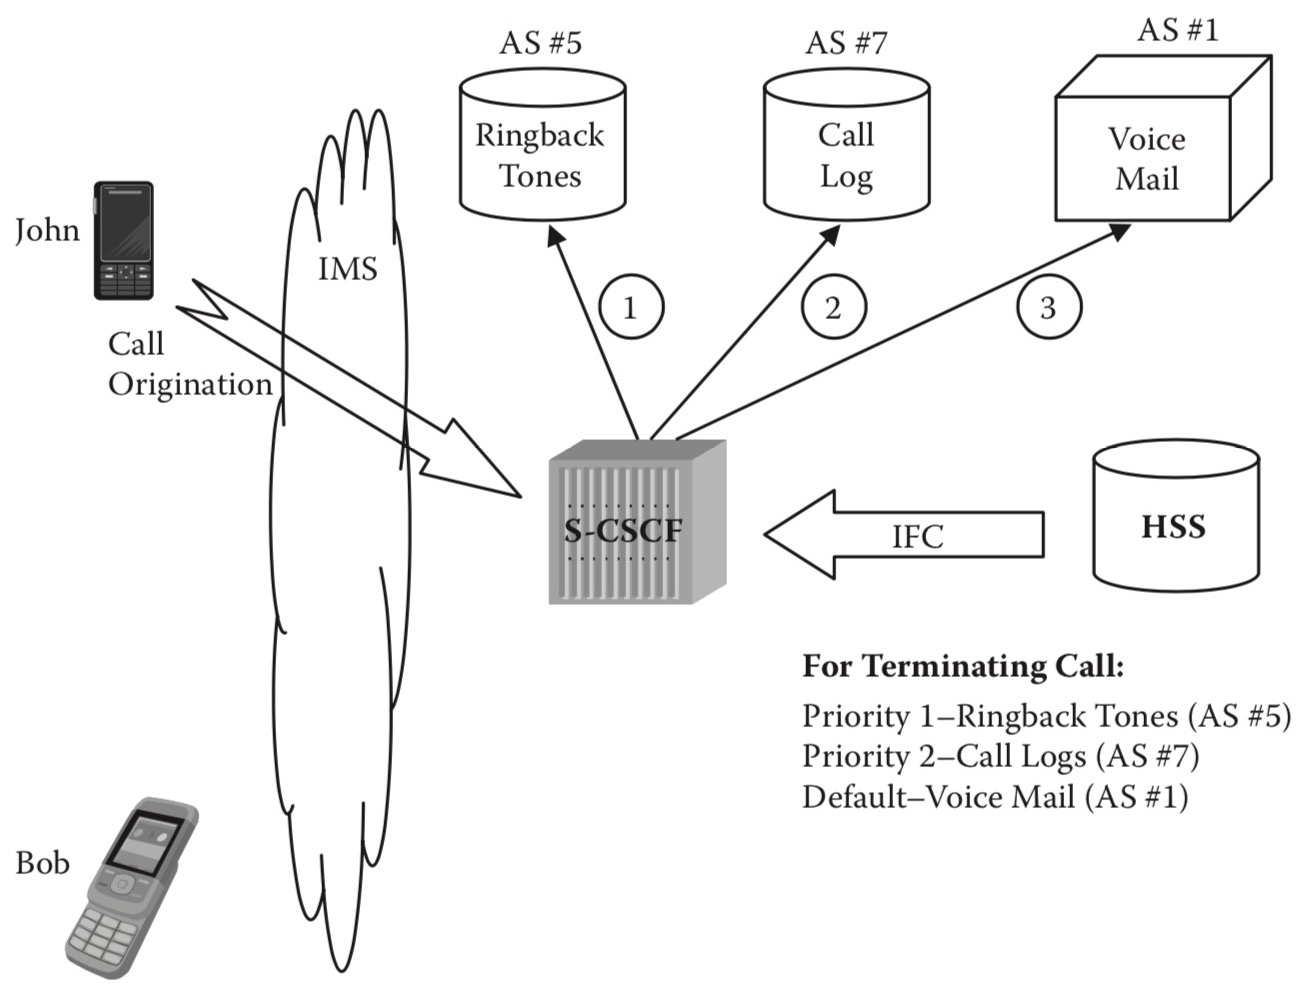 AS #5
AS #7
AS #1
Ringback
Tones
Call
Log
Voice
Mail
John
IMS
1
2
3
Call
Origination
S-CSCF
IFC
HSS
For Terminating Call:
Priority 1–Ringback Tones (AS #5)
Priority 2–Call Logs (AS #7)
Default–Voice Mail (AS #1)
Bob